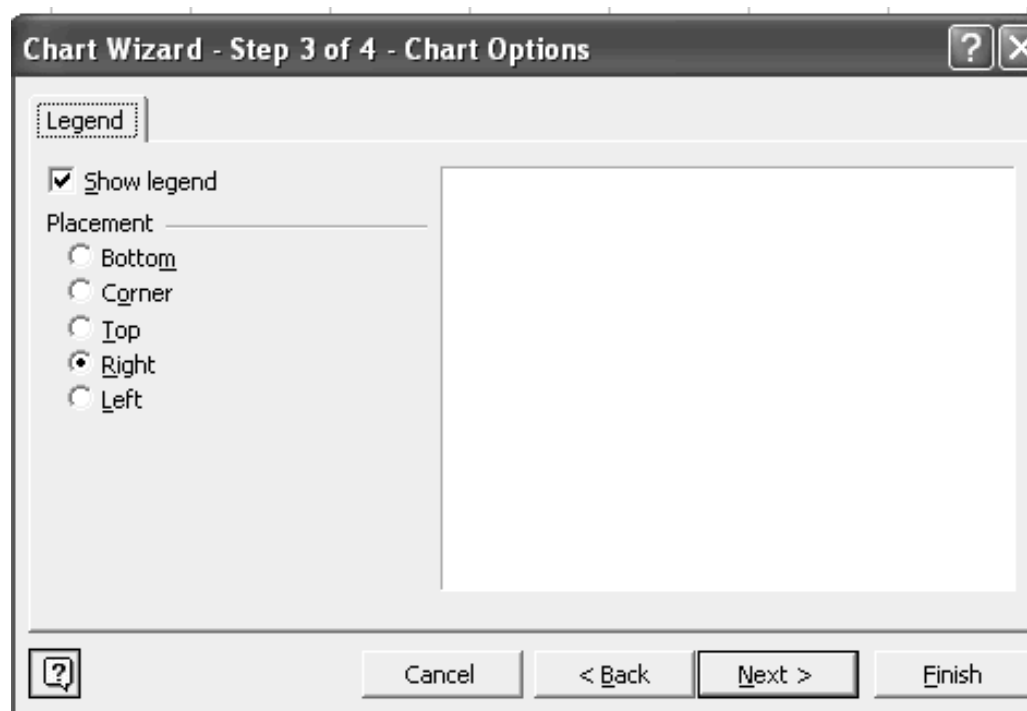 Chart Wizard - Step 3 of 4 - Chart Options
Legend
Show legend
Placement
Bottom
Corner
Top
Right
Left
Cancel
< Back
Next >
Finish